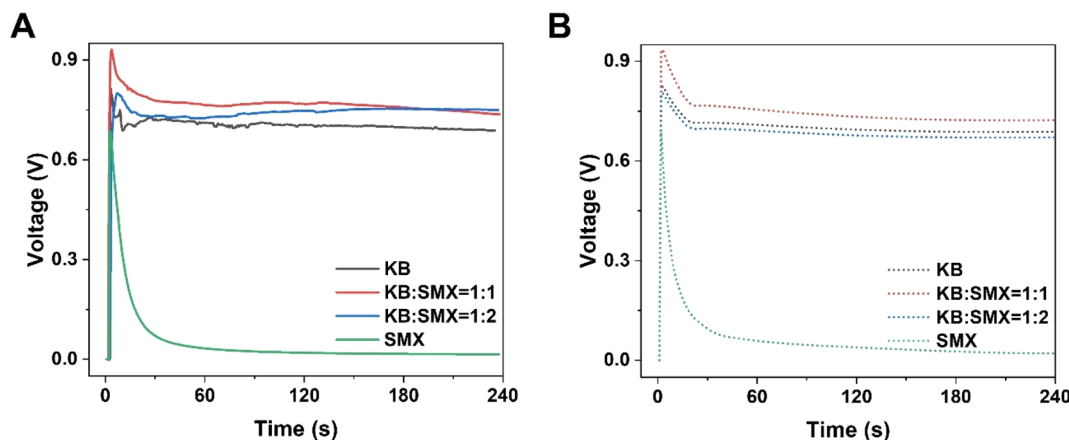 A
Voltage (V)
0.9
0.6
0.3
0.0
KB
KB:SMX=1:1
KB:SMX=1:2
SMX
0 60 120 180 240
Time (s)
B
Voltage (V)
0.9
0.6
0.3
0.0
KB
KB:SMX=1:1
KB:SMX=1:2
SMX
0 60 120 180 240
Time (s)